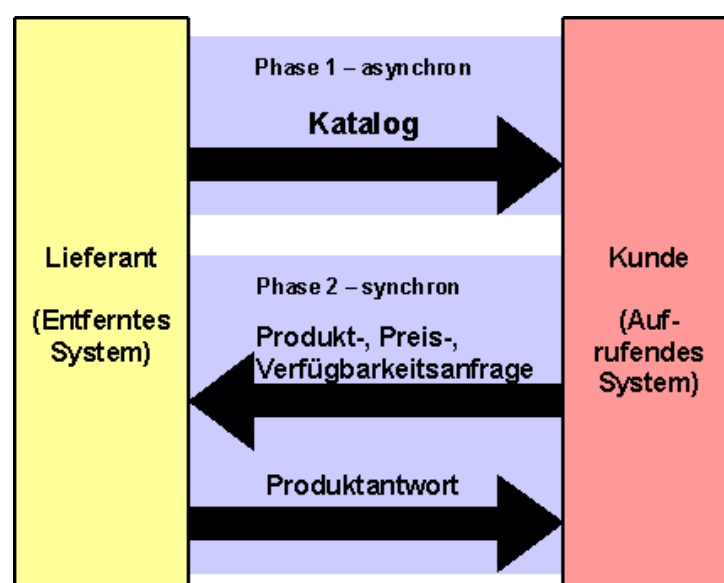 Phase 1 – asynchron
Katalog
Lieferant
(Entferntes
System)
Phase 2 – synchron
Produkt-, Preis-,
Verfügbarkeitsanfrage
Produktantwort
Kunde
(Auf-
rufendes
System)